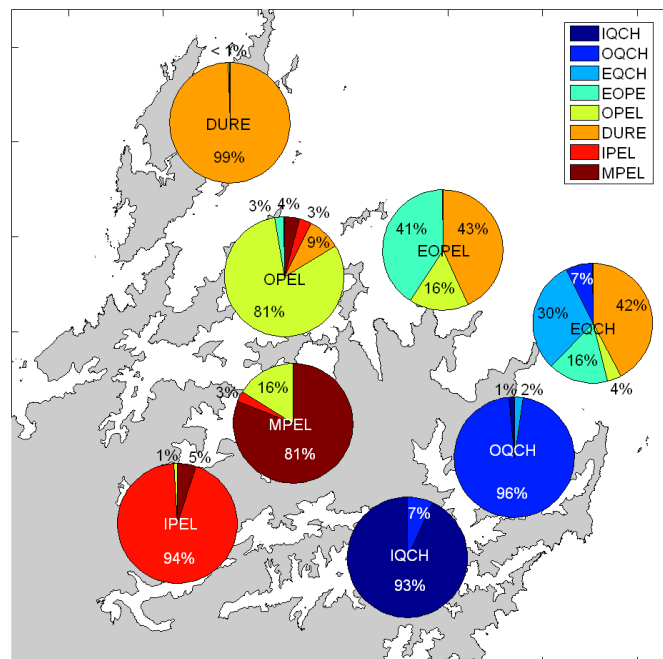 IQCH
OQCH
EQCH
EOPE
OPEL
DURE
IPEL
MPEL
< 1%
DURE
99%
3% 4% 3%
9%
OPEL
81%
41% 43%
EOPEL
16%
7%
42%
30%
EQCH
16%
4%
16%
3%
MPEL
81%
1% 2%
OQCH
96%
1% 5%
IPEL
94%
7%
IQCH
93%